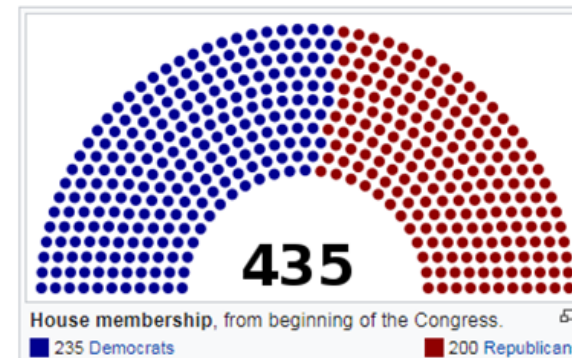 435
House membership, from beginning of the Congress.
235 Democrats
200 Republican